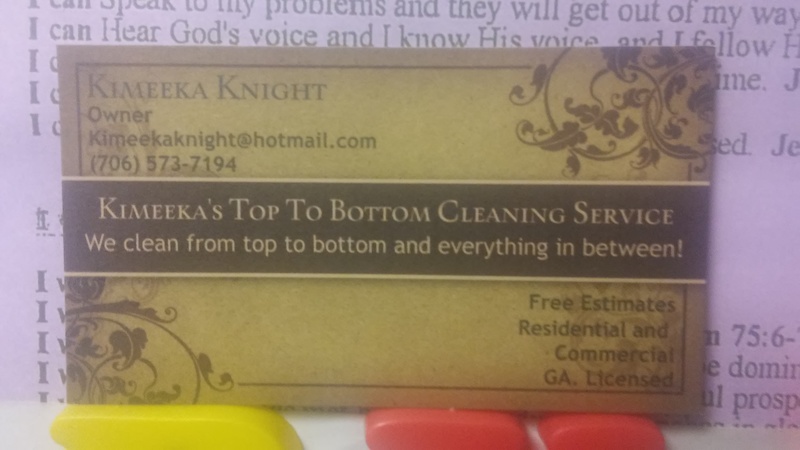 I can Speak to my problems and they will get out of my way
I can Hear God's voice and I know His voice, and I follow H
KIMEEKA KNIGHT
Owner
Kimeekaknight@hotmail.com
(706) 573-7194
KIMEEKA'S TOP TO BOTTOM CLEANING SERVICE
We clean from top to bottom and everything in between!
Free Estimates
Residential and
Commercial
GA. Licensed
I c
I c
I c
ime. J
sed. Je
I
I w
I w
I w
I w
75:6-
e domin
ul prosp